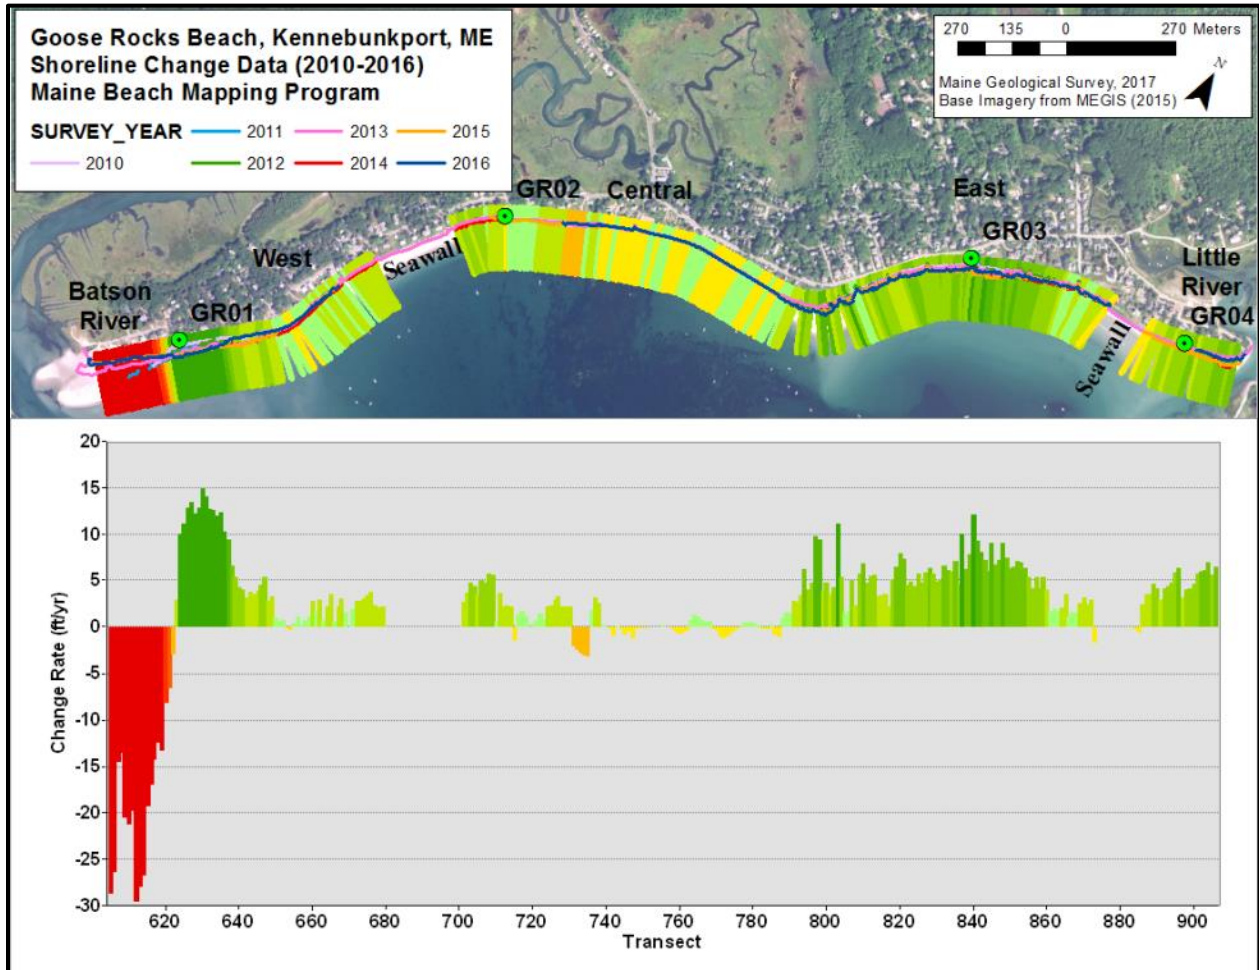 Goose Rocks Beach, Kennebunkport, ME
Shoreline Change Data (2010-2016)
Maine Beach Mapping Program
SURVEY_YEAR
2010
2011
2012
2013
2014
2015
2016
270 135 0 270 Meters
Maine Geological Survey, 2017
Base Imagery from MEGIS (2015)
N
GR02
Central
East
GR03
West
Seawall
Little
River
GR04
Batson
River
GR01
Seawall
20
15
10
5
0
-5
-10
-15
-20
-25
-30
Change Rate (ft/yr)
620 640 660 680 700 720 740 760 780 800 820 840 860 880 900
Transect